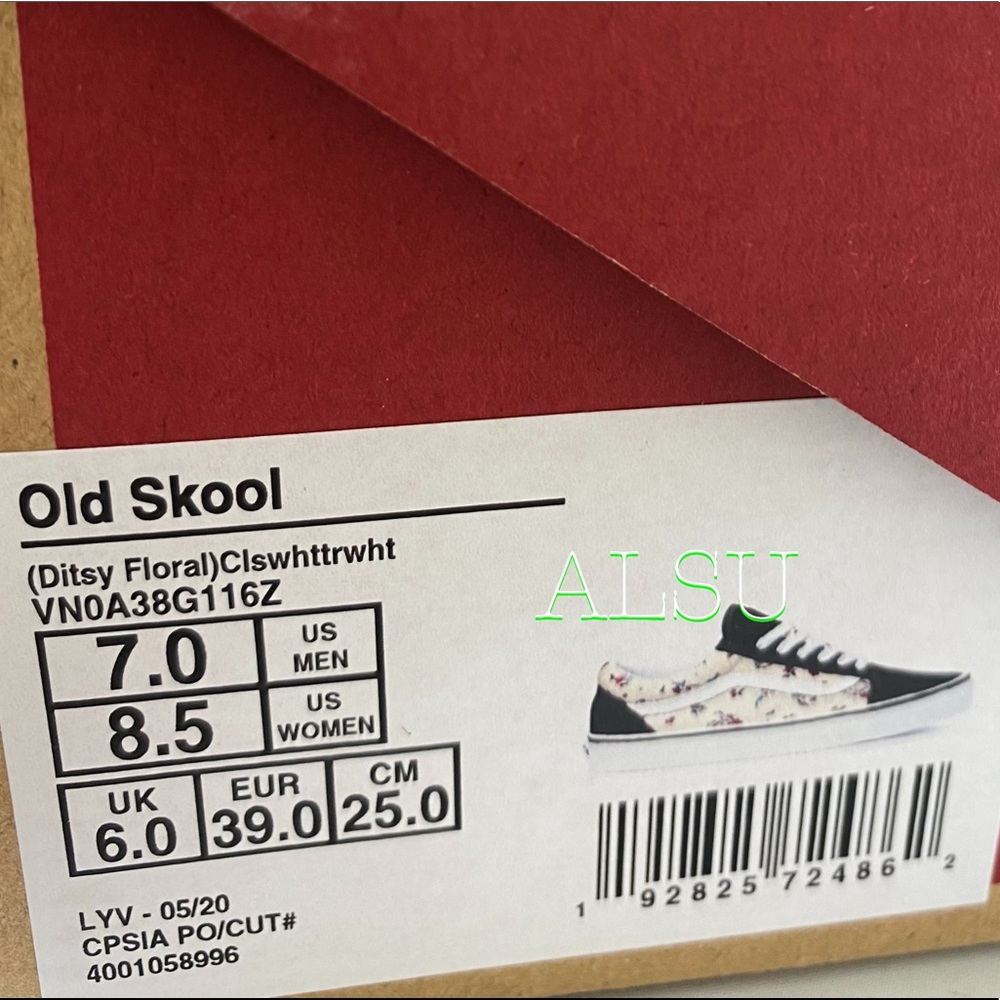 Old Skool
(Ditsy Floral)Clswhttrwht
VN0A38G116Z
7.0 US MEN
8.5 US WOMEN
UK 6.0
EUR 39.0
CM 25.0
LYV - 05/20
CPSIA PO/CUT#
4001058996
ALSU
1 92825 72486 2